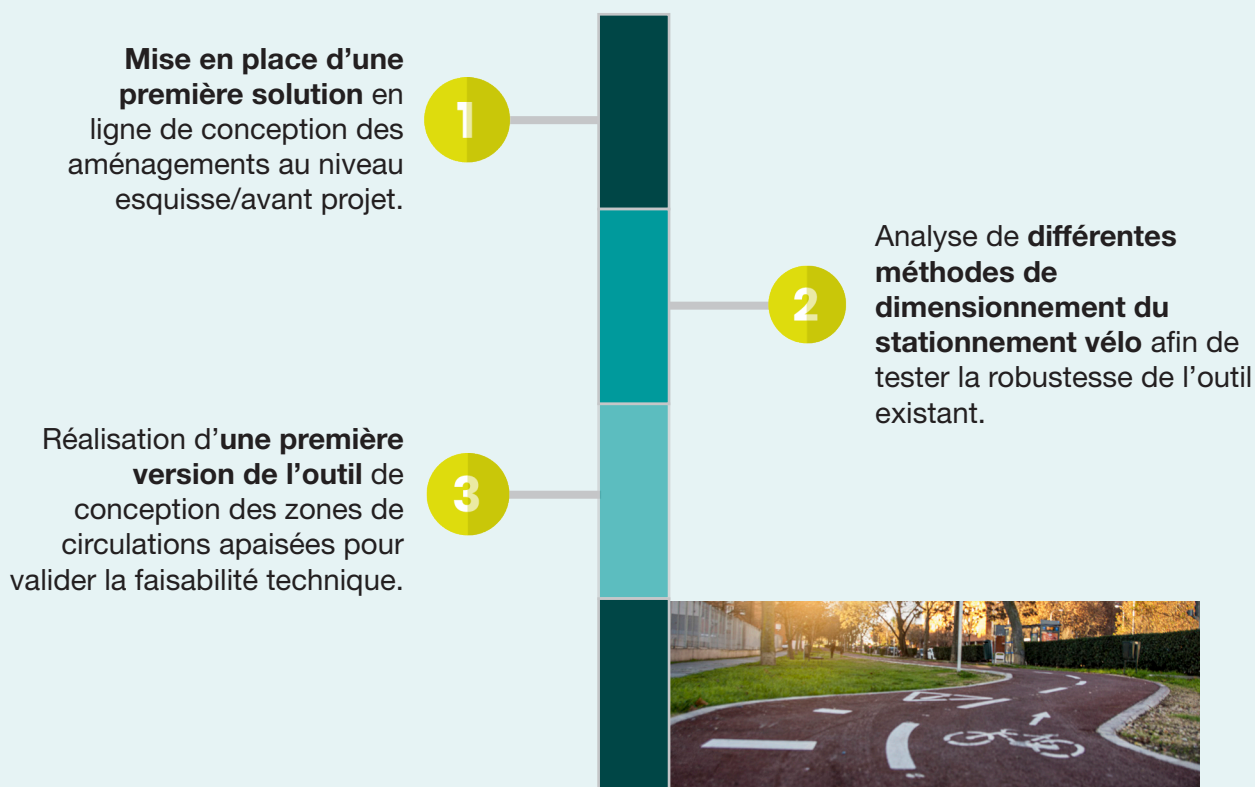 Mise en place d’une
première solution en
ligne de conception des
aménagements au niveau
esquisse/avant projet.
1
Analyse de différentes
méthodes de
dimensionnement du
stationnement vélo afin de
tester la robustesse de l’outil
existant.
2
Réalisation d’une première
version de l’outil de
conception des zones de
circulations apaisées pour
valider la faisabilité technique.
3